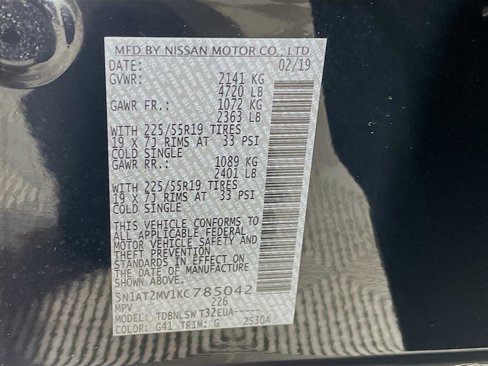 MFD BY NISSAN MOTOR CO., LTD.
DATE: 02/19
GVWR: 2141 KG
4720 LB
GAWR FR.: 1072 KG
2363 LB
WITH 225/55R19 TIRES
19 X 7J RIMS AT 33 PSI
COLD SINGLE
GAWR RR.: 1089 KG
2401 LB
WITH 225/55R19 TIRES
19 X 7J RIMS AT 33 PSI
COLD SINGLE
THIS VEHICLE CONFORMS TO
ALL APPLICABLE FEDERAL
MOTOR VEHICLE SAFETY AND
THEFT PREVENTION
STANDARDS IN EFFECT ON
THE DATE OF MANUFACTURE
SHOWN ABOVE.
5N1AT2MV1KC785042
MPV 226
MODEL: TDBNLSWT32EUA-----
COLOR: G41 TRIM: G 2S30A